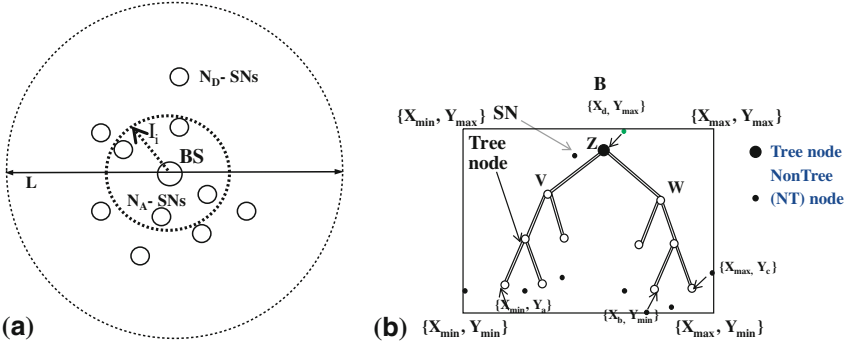 N_D- SNs
I_i
BS
L
N_A- SNs
(a)
B
{X_d, Y_max}
{X_min, Y_max}
SN
{X_max, Y_max}
Z
Tree
node
V
W
Tree node
NonTree
(NT) node
{X_max, Y_c}
{X_min, Y_a}
{X_b, Y_min}
(b)
{X_min, Y_min}
{X_max, Y_min}